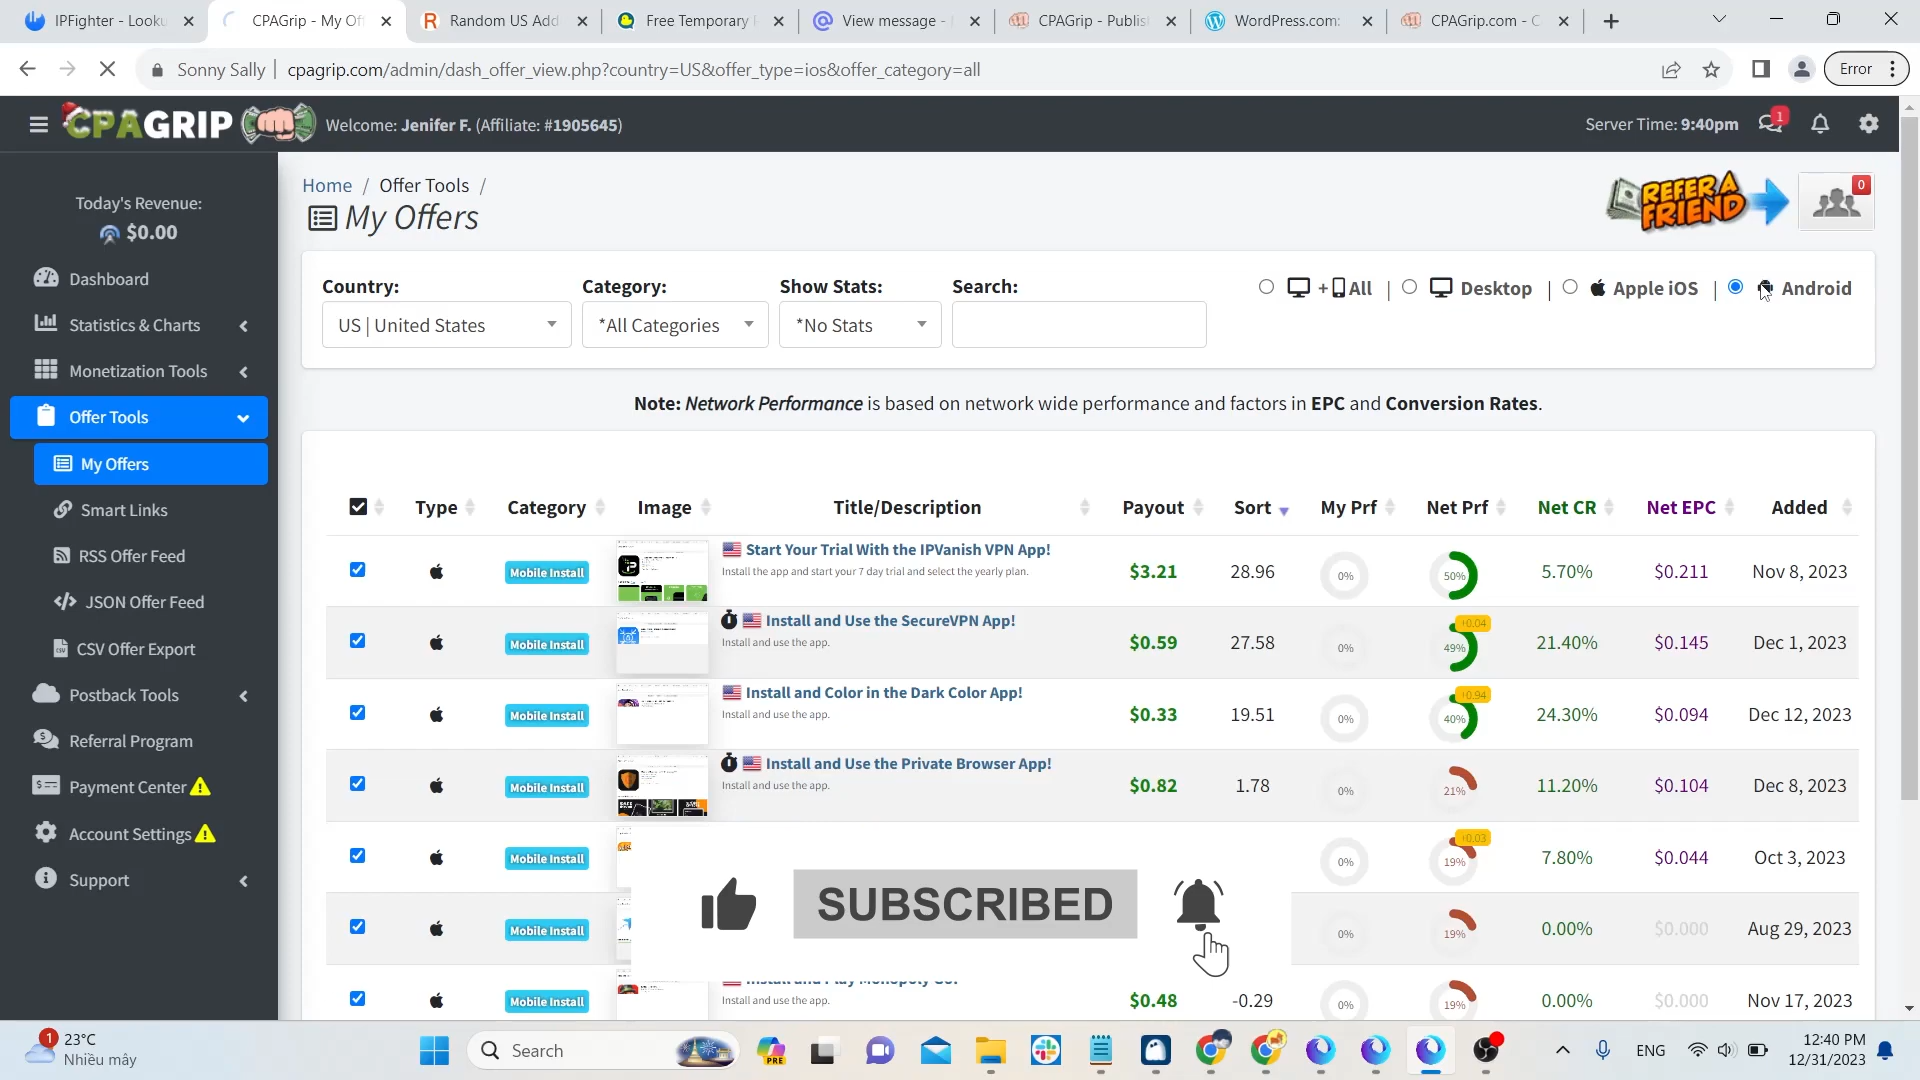 IPFighter - Looku
CPAGrip - My Off
Random US Add
Free Temporary
View message -
CPAGrip - Publis
WordPress.com:
CPAGrip.com - C
Sonny Sally | cpagrip.com/admin/dash_offer_view.php?country=US&offer_type=ios&offer_category=all
Error
CPAGRIP
Welcome: Jenifer F. (Affiliate: #1905645)
Server Time: 9:40pm
1
Today's Revenue:
$0.00
Dashboard
Statistics & Charts
Monetization Tools
Offer Tools
My Offers
Smart Links
RSS Offer Feed
JSON Offer Feed
CSV Offer Export
Postback Tools
Referral Program
Payment Center
Account Settings
Support
Home / Offer Tools /
My Offers
REFER A FRIEND
0
Country:
US | United States
Category:
*All Categories
Show Stats:
*No Stats
Search:
+ All | Desktop | Apple iOS | Android
Note: Network Performance is based on network wide performance and factors in EPC and Conversion Rates.
Type Category Image Title/Description Payout Sort My Prf Net Prf Net CR Net EPC Added
Mobile Install Start Your Trial With the IPVanish VPN App! $3.21 28.96 0% 50% 5.70% $0.211 Nov 8, 2023
Install the app and start your 7 day trial and select the yearly plan.
Mobile Install Install and Use the SecureVPN App! $0.59 27.58 0% 49% +0.04 21.40% $0.145 Dec 1, 2023
Install and use the app.
Mobile Install Install and Color in the Dark Color App! $0.33 19.51 0% 40% +0.94 24.30% $0.094 Dec 12, 2023
Install and use the app.
Mobile Install Install and Use the Private Browser App! $0.82 1.78 0% 21% 11.20% $0.104 Dec 8, 2023
Install and use the app.
Mobile Install 0% 19% +0.03 7.80% $0.044 Oct 3, 2023
SUBSCRIBED
Mobile Install 0% 19% 0.00% $0.000 Aug 29, 2023
Mobile Install Install and Play Monopoly Go! $0.48 -0.29 0% 19% 0.00% $0.000 Nov 17, 2023
Install and use the app.
1
23°C
Nhiều mây
Search
PRE
ENG
12:40 PM
12/31/2023